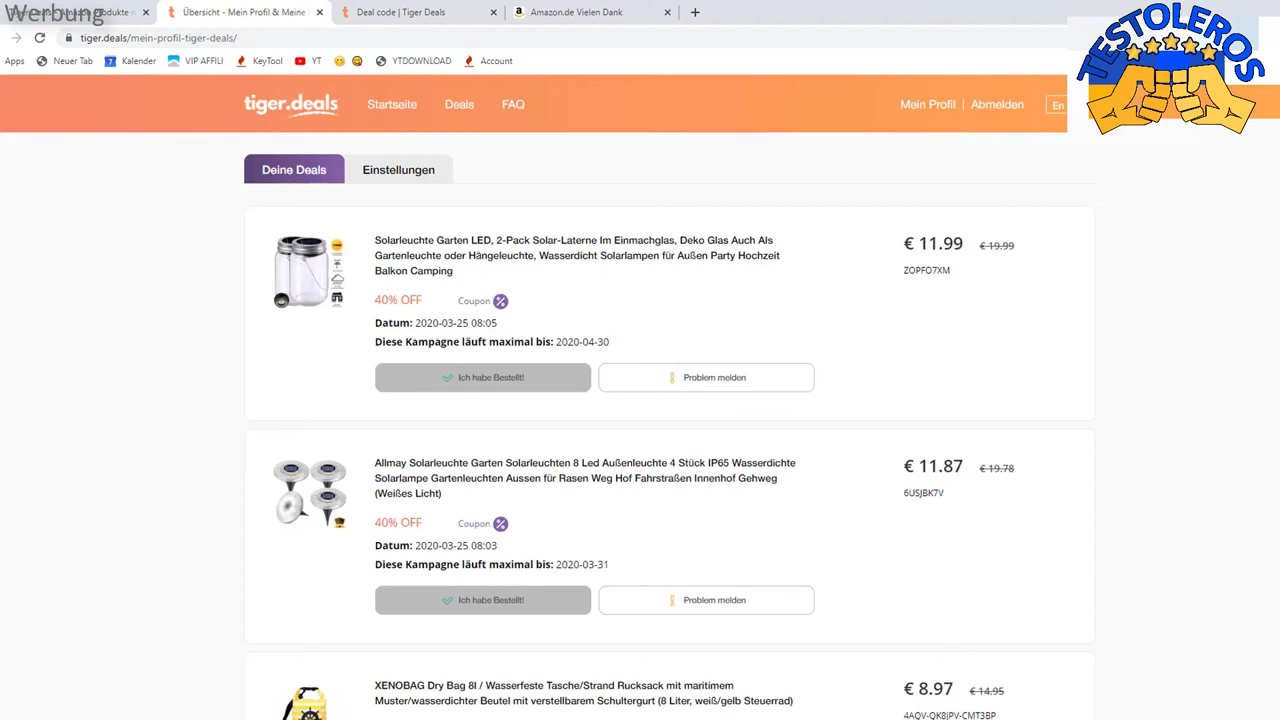 Werbung
Übersicht - Mein Profil & Meine
Deal code | Tiger Deals
Amazon.de Vielen Dank
tiger.deals/mein-profil-tiger-deals/
Apps Neuer Tab Kalender VIP AFFILI KeyTool YT YTDOWNLOAD Account
TESTOLEROS
tiger.deals Startseite Deals FAQ Mein Profil | Abmelden En
Deine Deals Einstellungen
Solarleuchte Garten LED, 2-Pack Solar-Laterne Im Einmachglas, Deko Glas Auch Als
Gartenleuchte oder Hängeleuchte, Wasserdicht Solarlampen für Außen Party Hochzeit
Balkon Camping
€ 11.99 € 19.99
ZOPFO7XM
40% OFF Coupon
Datum: 2020-03-25 08:05
Diese Kampagne läuft maximal bis: 2020-04-30
Ich habe Bestellt! Problem melden
Allmay Solarleuchte Garten Solarleuchten 8 Led Außenleuchte 4 Stück IP65 Wasserdichte
Solarlampe Gartenleuchten Aussen für Rasen Weg Hof Fahrstraßen Innenhof Gehweg
(Weißes Licht)
€ 11.87 € 19.78
6USJBK7V
40% OFF Coupon
Datum: 2020-03-25 08:03
Diese Kampagne läuft maximal bis: 2020-03-31
Ich habe Bestellt! Problem melden
XENOBAG Dry Bag 8l / Wasserfeste Tasche/Strand Rucksack mit maritimem
Muster/wasserdichter Beutel mit verstellbarem Schultergurt (8 Liter, weiß/gelb Steuerrad)
€ 8.97 € 14.95
4AQV-QK8JPV-CMT3BP